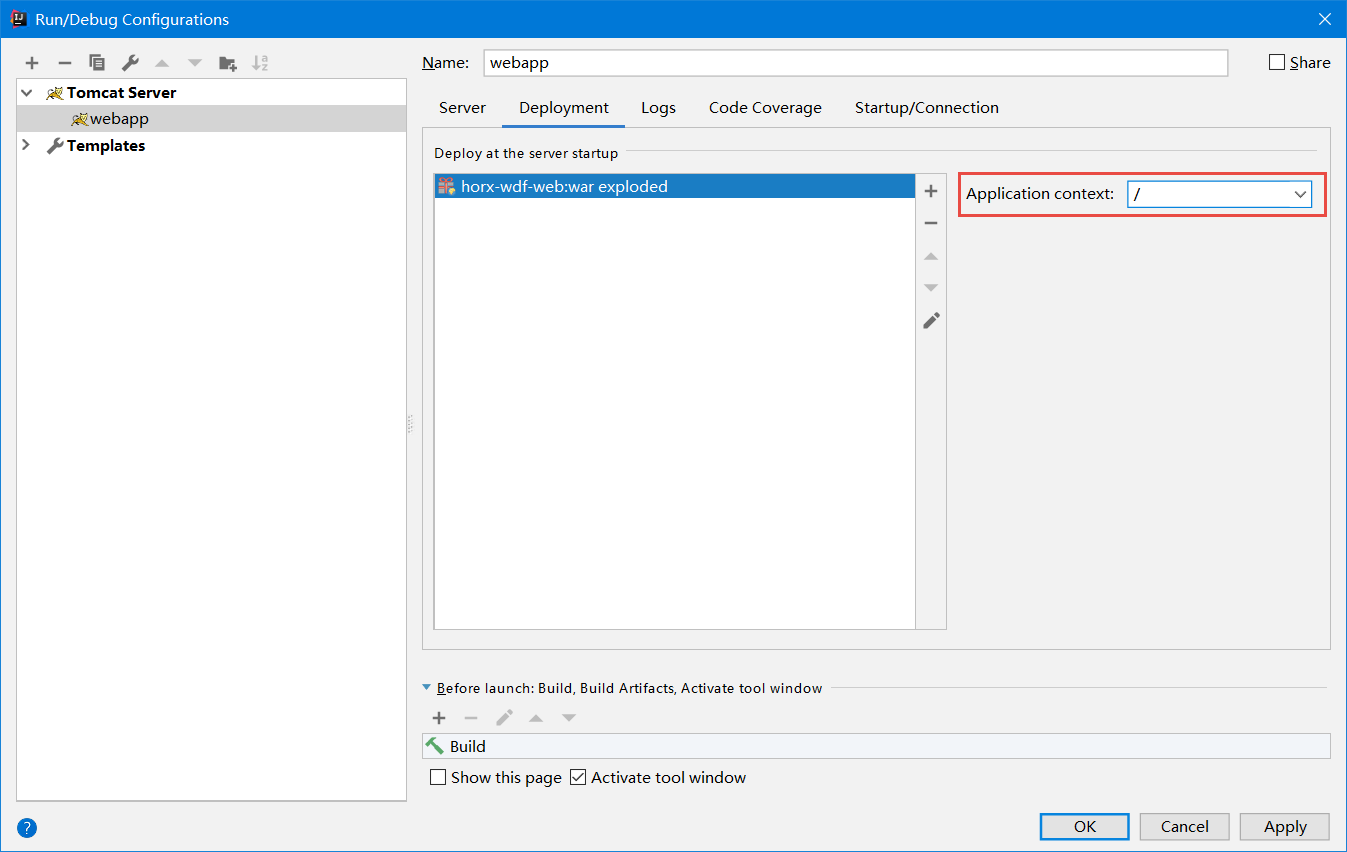 Run/Debug Configurations
Name: webapp
Share
Tomcat Server
webapp
Templates
Server Deployment Logs Code Coverage Startup/Connection
Deploy at the server startup
horx-wdf-web:war exploded
Application context: /
Before launch: Build, Build Artifacts, Activate tool window
Build
Show this page Activate tool window
?
OK Cancel Apply